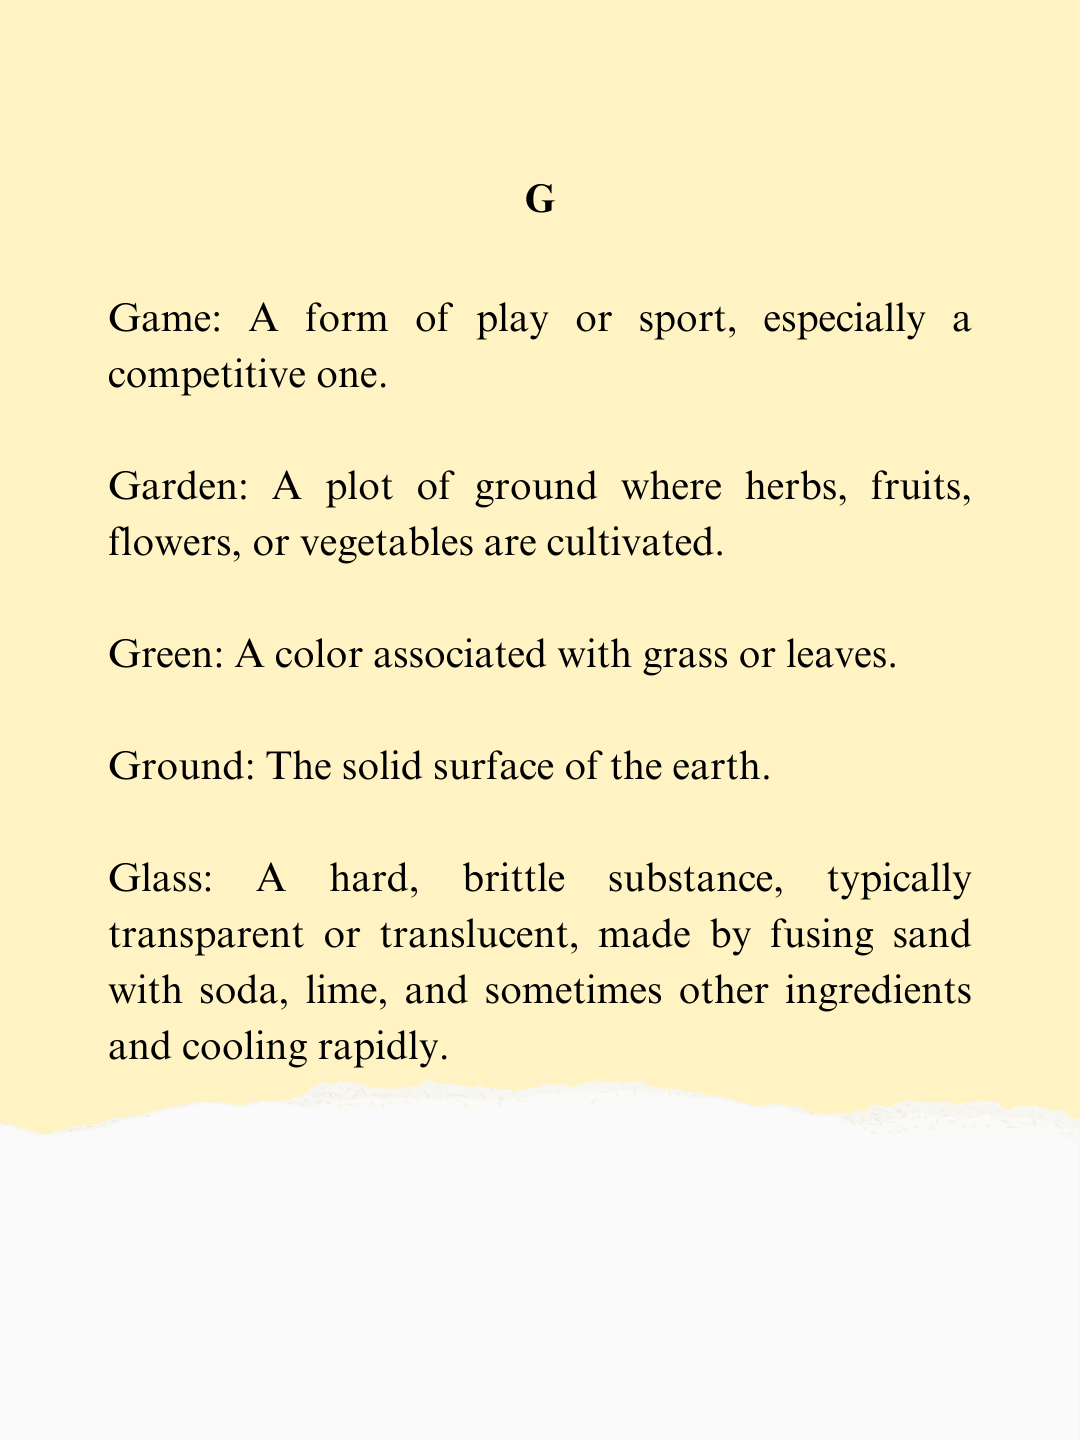 G
Game: A form of play or sport, especially a
competitive one.
Garden: A plot of ground where herbs, fruits,
flowers, or vegetables are cultivated.
Green: A color associated with grass or leaves.
Ground: The solid surface of the earth.
Glass: A hard, brittle substance, typically
transparent or translucent, made by fusing sand
with soda, lime, and sometimes other ingredients
and cooling rapidly.